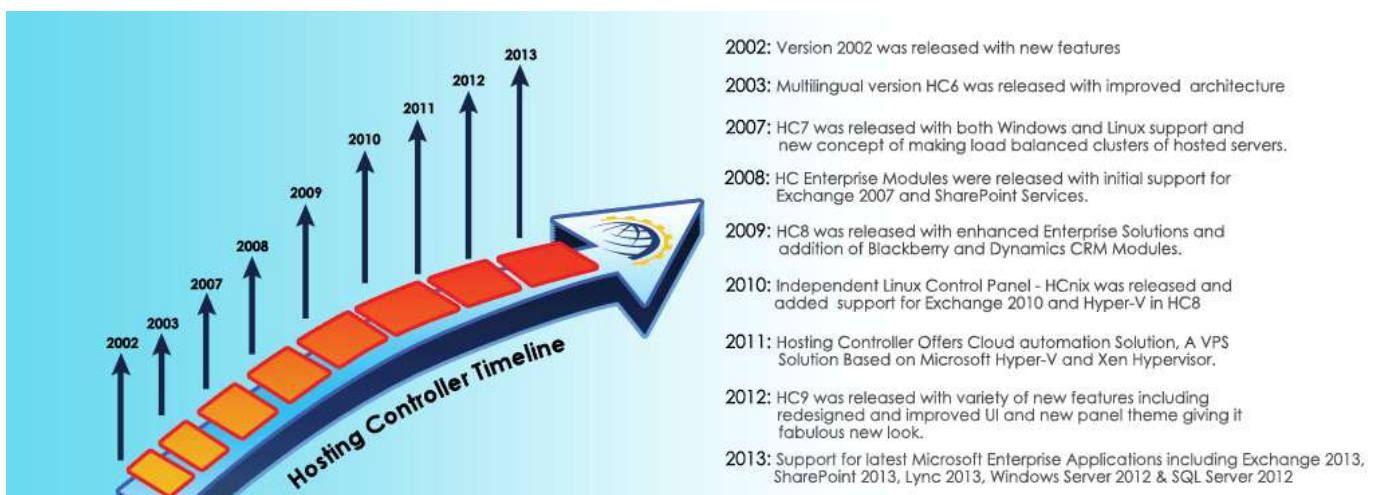 2002
2003
2007
2008
2009
2010
2011
2012
2013
Hosting Controller Timeline
2002: Version 2002 was released with new features
2003: Multilingual version HC6 was released with improved architecture
2007: HC7 was released with both Windows and Linux support and
new concept of making load balanced clusters of hosted servers.
2008: HC Enterprise Modules were released with initial support for
Exchange 2007 and SharePoint Services.
2009: HC8 was released with enhanced Enterprise Solutions and
addition of Blackberry and Dynamics CRM Modules.
2010: Independent Linux Control Panel - HCnix was released and
added support for Exchange 2010 and Hyper-V in HC8
2011: Hosting Controller Offers Cloud automation Solution, A VPS
Solution Based on Microsoft Hyper-V and Xen Hypervisor.
2012: HC9 was released with variety of new features including
redesigned and improved UI and new panel theme giving it
fabulous new look.
2013: Support for latest Microsoft Enterprise Applications including Exchange 2013,
SharePoint 2013, Lync 2013, Windows Server 2012 & SQL Server 2012